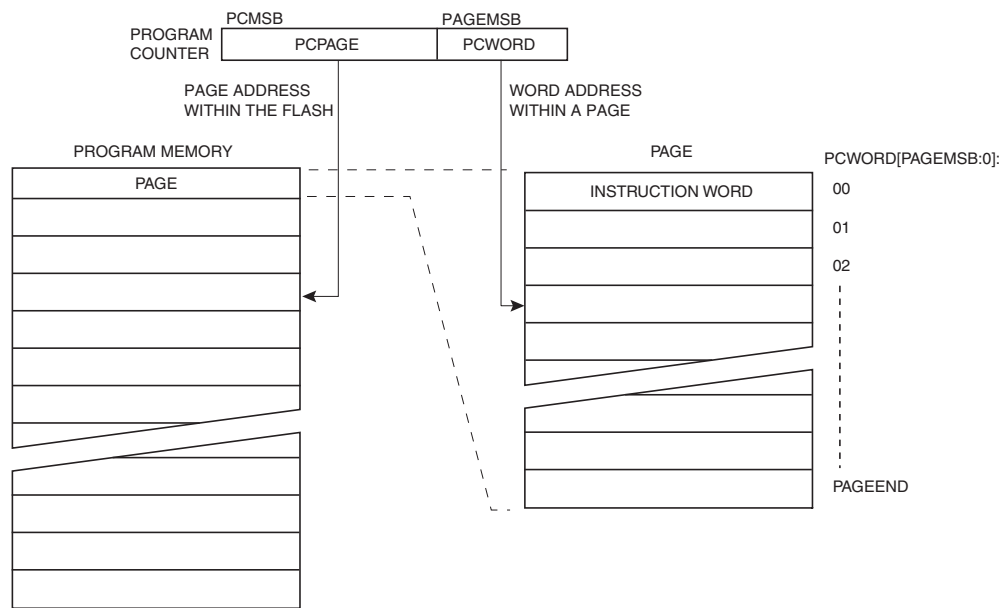 PCMSB
PAGEMSB
PROGRAM
COUNTER
PCPAGE
PCWORD
PAGE ADDRESS
WITHIN THE FLASH
WORD ADDRESS
WITHIN A PAGE
PROGRAM MEMORY
PAGE
PAGE
PCWORD[PAGEMSB:0]:
INSTRUCTION WORD
00
01
02
PAGEEND